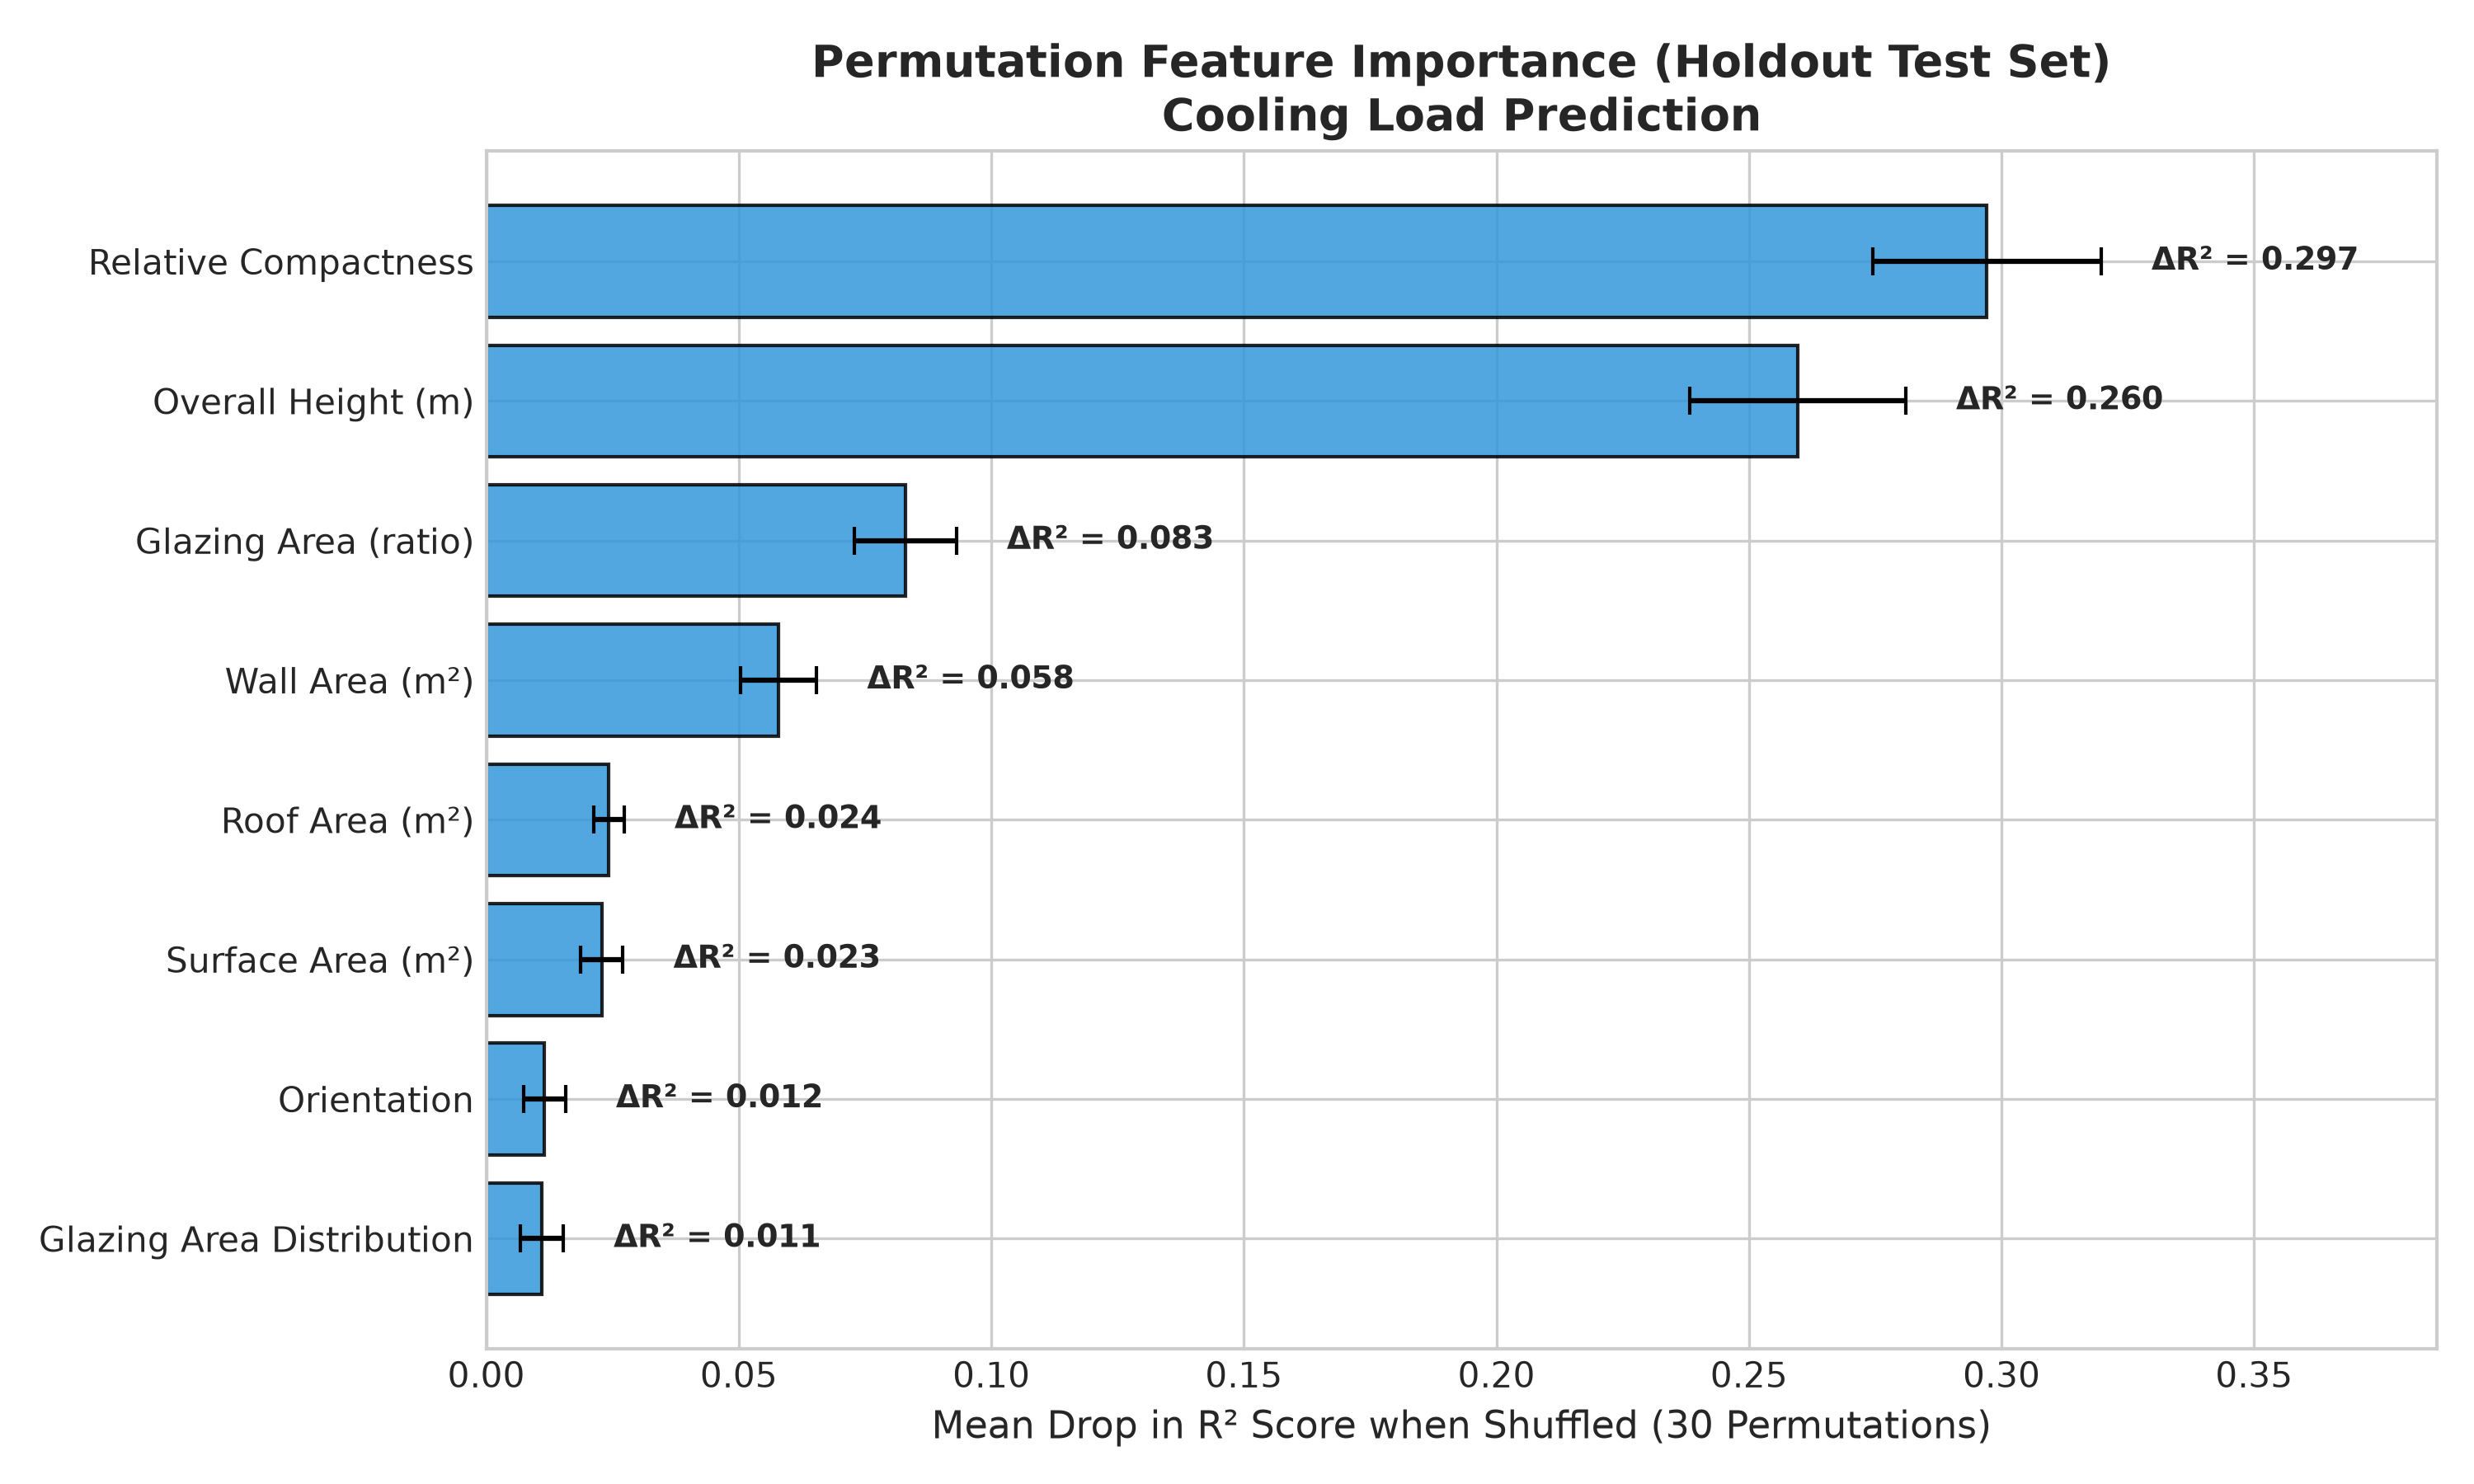 Permutation Feature Importance (Holdout Test Set)
Cooling Load Prediction
Relative Compactness
ΔR² = 0.297
Overall Height (m)
ΔR² = 0.260
Glazing Area (ratio)
ΔR² = 0.083
Wall Area (m²)
ΔR² = 0.058
Roof Area (m²)
ΔR² = 0.024
Surface Area (m²)
ΔR² = 0.023
Orientation
ΔR² = 0.012
Glazing Area Distribution
ΔR² = 0.011
0.00 0.05 0.10 0.15 0.20 0.25 0.30 0.35
Mean Drop in R² Score when Shuffled (30 Permutations)